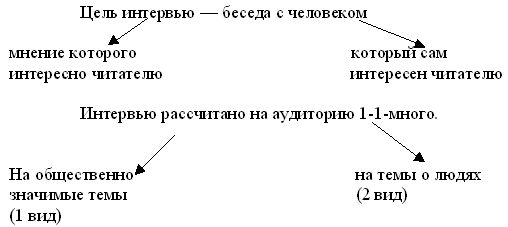 Цель интервью — беседа с человеком
мнение которого
интересно читателю
который сам
интересен читателю
Интервью рассчитано на аудиторию 1-1-много.
На общественно
значимые темы
(1 вид)
на темы о людях
(2 вид)